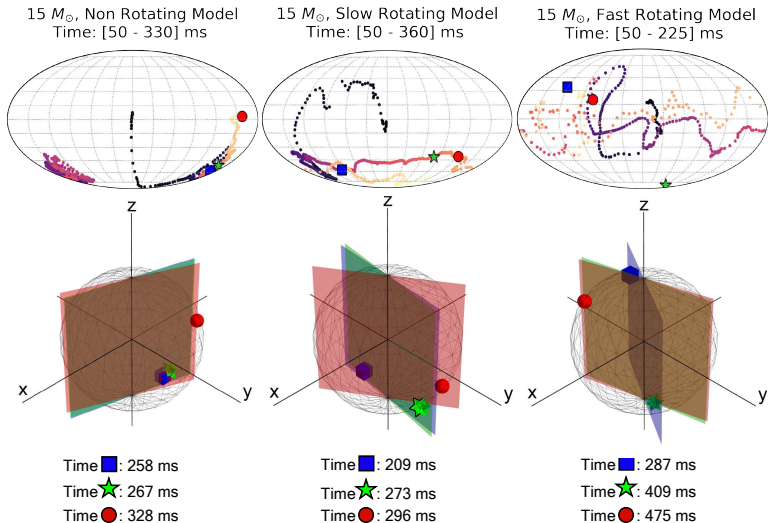 15 M⊙, Non Rotating Model
Time: [50 - 330] ms
15 M⊙, Slow Rotating Model
Time: [50 - 360] ms
15 M⊙, Fast Rotating Model
Time: [50 - 225] ms
z
x
y
z
x
y
z
x
y
Time : 258 ms
Time : 267 ms
Time : 328 ms
Time : 209 ms
Time : 273 ms
Time : 296 ms
Time : 287 ms
Time : 409 ms
Time : 475 ms